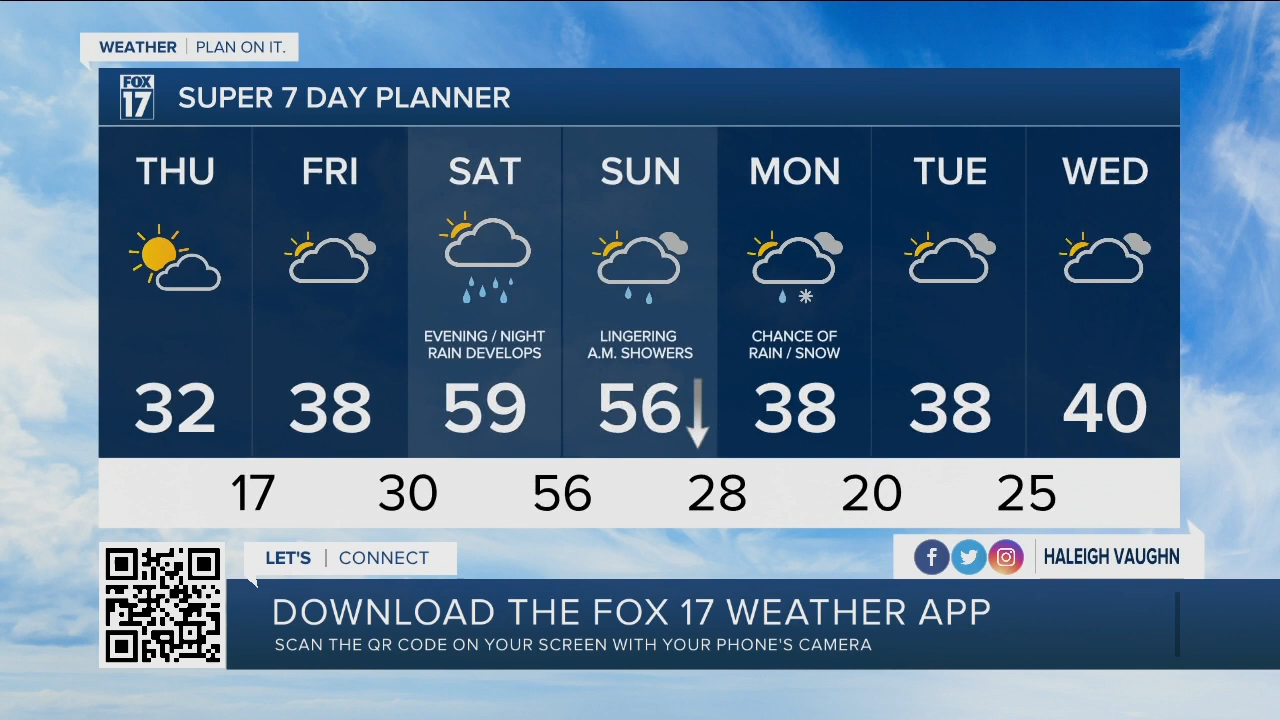 WEATHER | PLAN ON IT.
FOX
17
SUPER 7 DAY PLANNER
THU FRI SAT SUN MON TUE WED
EVENING / NIGHT
RAIN DEVELOPS
LINGERING
A.M. SHOWERS
CHANCE OF
RAIN / SNOW
32 38 59 56 38 38 40
17 30 56 28 20 25
LET'S | CONNECT
HALEIGH VAUGHN
DOWNLOAD THE FOX 17 WEATHER APP
SCAN THE QR CODE ON YOUR SCREEN WITH YOUR PHONE'S CAMERA